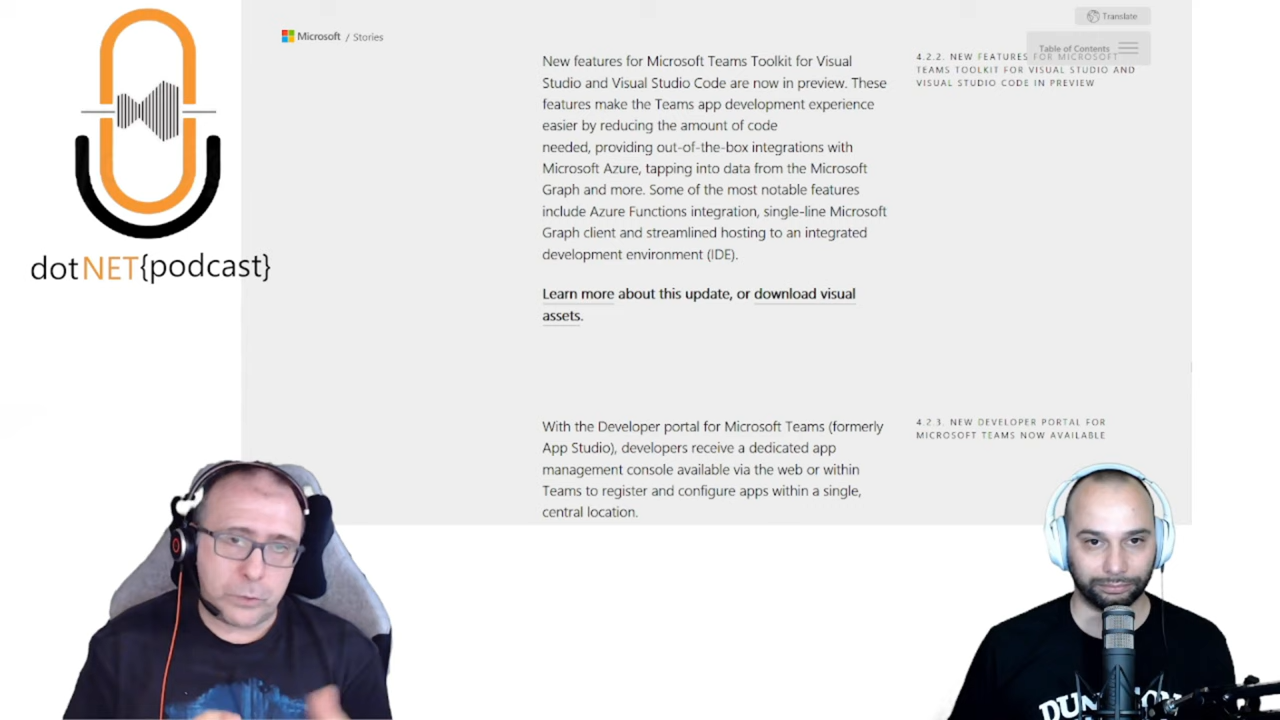 Translate
Microsoft / Stories
Table of Contents
New features for Microsoft Teams Toolkit for Visual
Studio and Visual Studio Code are now in preview. These
features make the Teams app development experience
easier by reducing the amount of code
needed, providing out-of-the-box integrations with
Microsoft Azure, tapping into data from the Microsoft
Graph and more. Some of the most notable features
include Azure Functions integration, single-line Microsoft
Graph client and streamlined hosting to an integrated
development environment (IDE).
4.2.2. NEW FEATURES FOR MICROSOFT
TEAMS TOOLKIT FOR VISUAL STUDIO AND
VISUAL STUDIO CODE IN PREVIEW
dotNET{podcast}
Learn more about this update, or download visual
assets.
With the Developer portal for Microsoft Teams (formerly
App Studio), developers receive a dedicated app
management console available via the web or within
Teams to register and configure apps within a single,
central location.
4.2.3. NEW DEVELOPER PORTAL FOR
MICROSOFT TEAMS NOW AVAILABLE